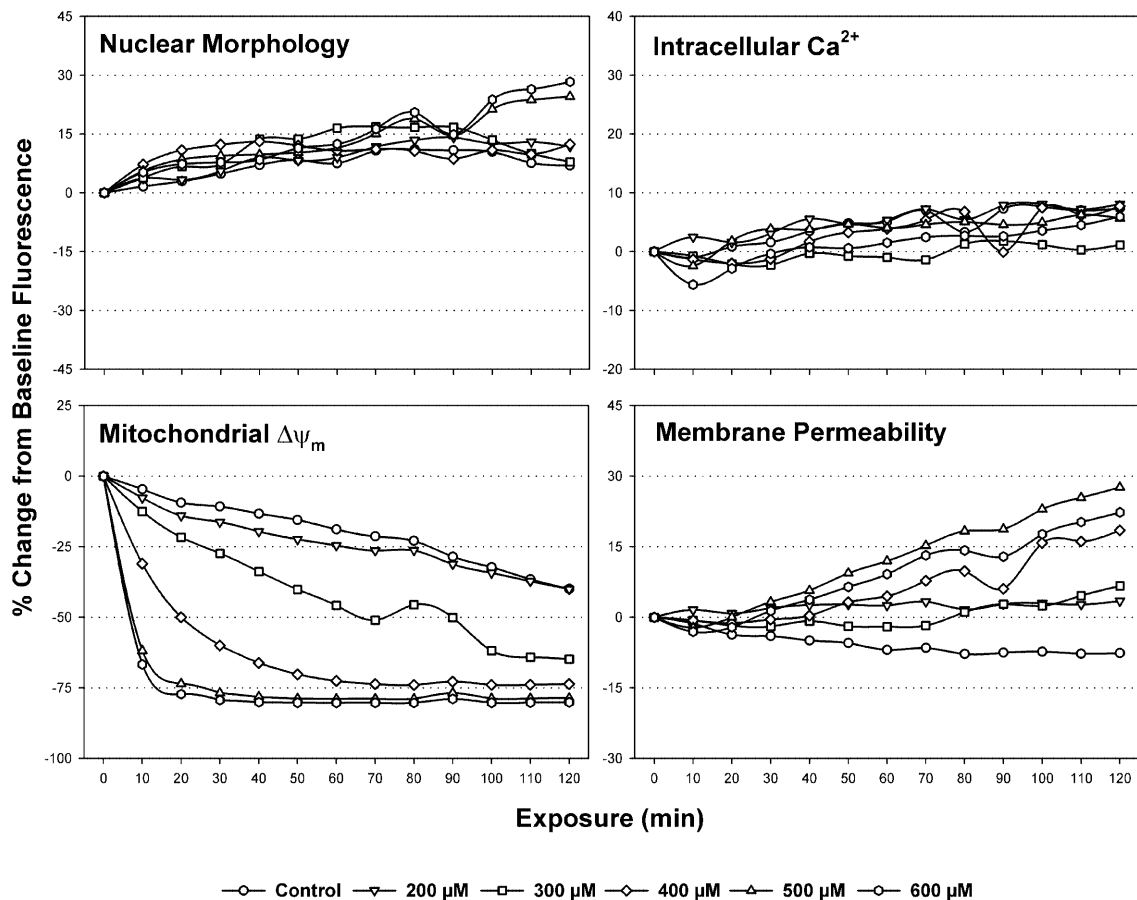 % Change from Baseline Fluorescence
Nuclear Morphology
45
30
15
0
-15
-30
-45
Intracellular Ca²⁺
40
30
20
10
0
-10
-20
Mitochondrial Δψm
25
0
-25
-50
-75
-100
0 10 20 30 40 50 60 70 80 90 100 110 120
Membrane Permeability
45
30
15
0
-15
-30
0 10 20 30 40 50 60 70 80 90 100 110 120
Exposure (min)
Control 200 µM 300 µM 400 µM 500 µM 600 µM